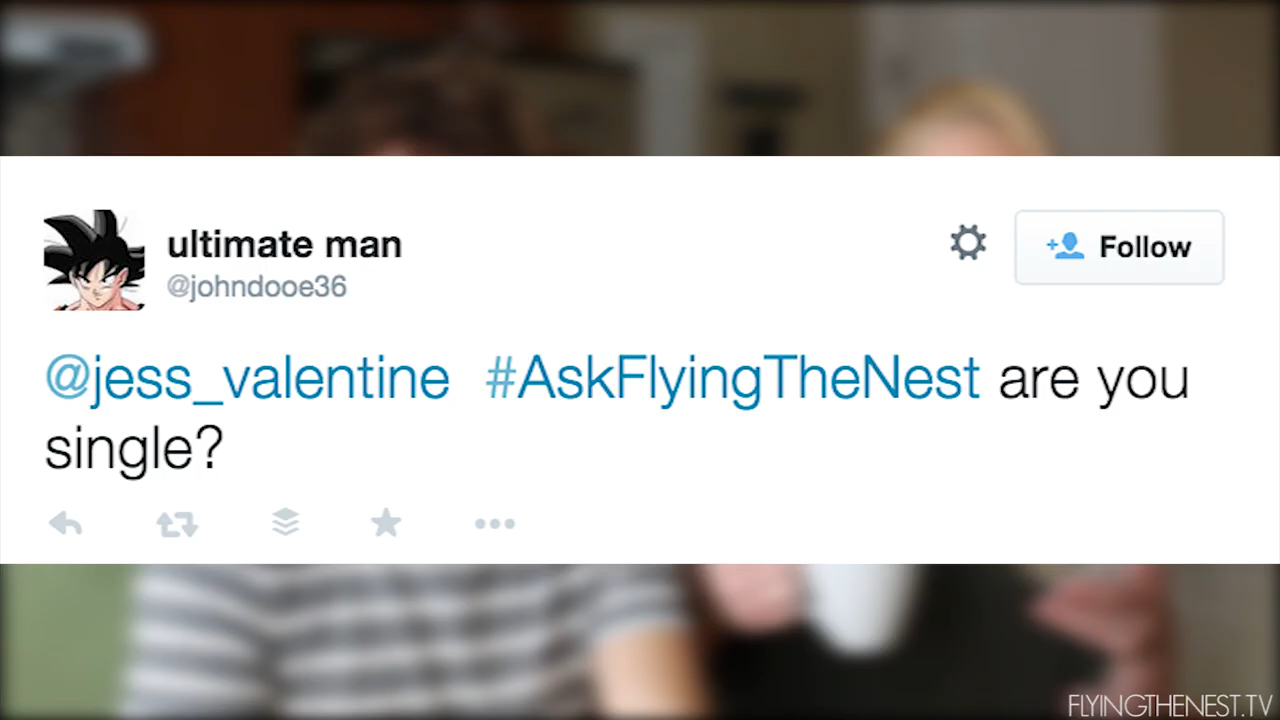 ultimate man
@johndooe36
Follow
@jess_valentine #AskFlyingTheNest are you
single?
FLYINGTHENEST.TV